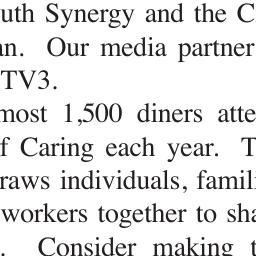 uth Synergy and the C
an. Our media partner
TV3.
most 1,500 diners atte
f Caring each year. T
raws individuals, famili
workers together to sha
. Consider making t